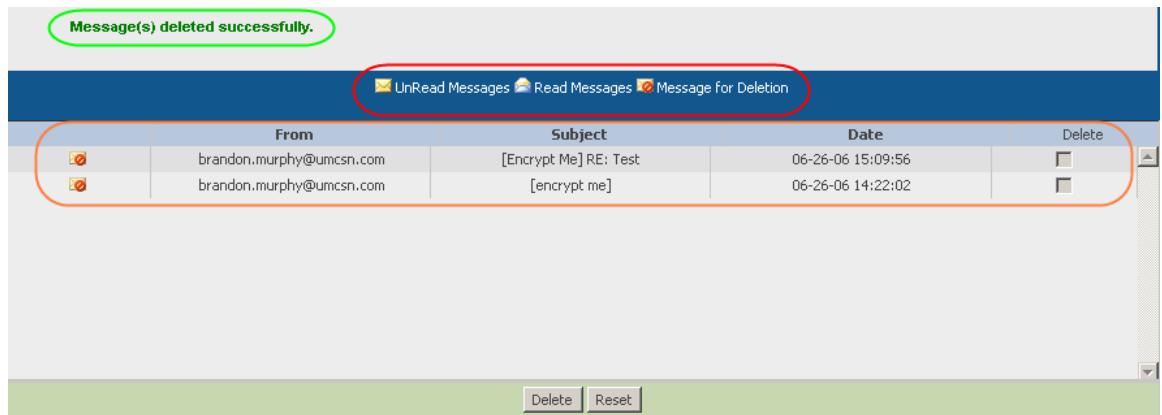 Message(s) deleted successfully.
UnRead Messages Read Messages Message for Deletion
From Subject Date Delete
brandon.murphy@umcsn.com [Encrypt Me] RE: Test 06-26-06 15:09:56
brandon.murphy@umcsn.com [encrypt me] 06-26-06 14:22:02
Delete Reset